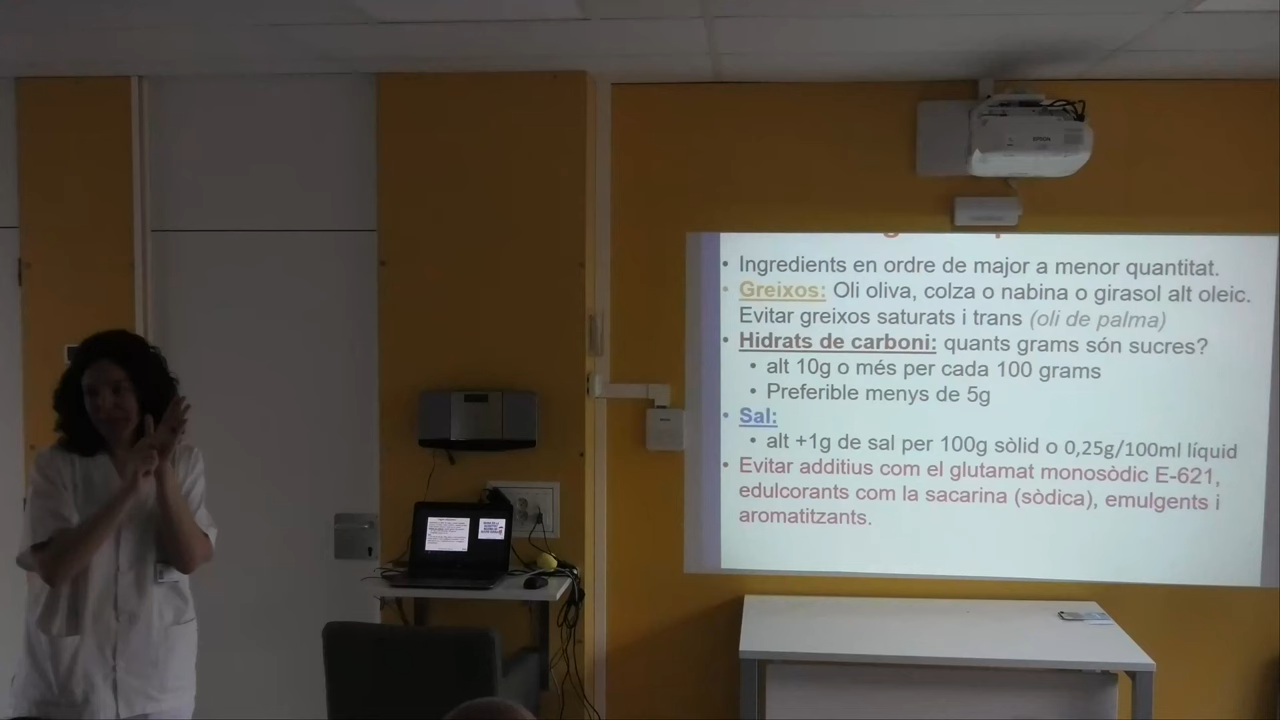 EPSON
• Ingredients en ordre de major a menor quantitat.
• Greixos: Oli oliva, colza o nabina o girasol alt oleic.
Evitar greixos saturats i trans (oli de palma)
• Hidrats de carboni: quants grams són sucres?
• alt 10g o més per cada 100 grams
• Preferible menys de 5g
• Sal:
• alt +1g de sal per 100g sòlid o 0,25g/100ml líquid
• Evitar additius com el glutamat monosòdic E-621,
edulcorants com la sacarina (sòdica), emulgents i
aromatitzants.